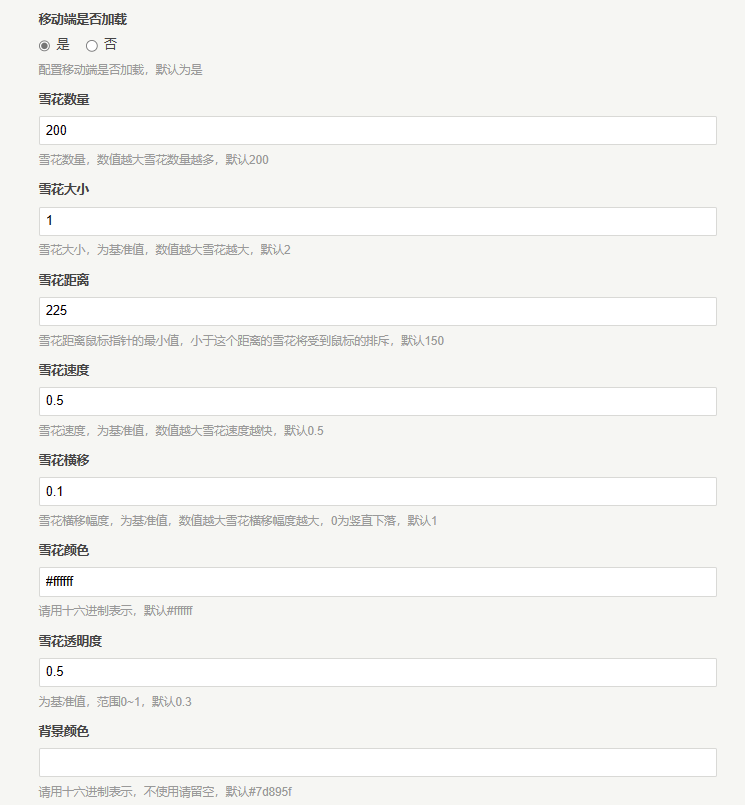 移动端是否加载
是 否
配置移动端是否加载，默认为是
雪花数量
200
雪花数量，数值越大雪花数量越多，默认200
雪花大小
1
雪花大小，为基准值，数值越大雪花越大，默认2
雪花距离
225
雪花距离鼠标指针的最小值，小于这个距离的雪花将受到鼠标的排斥，默认150
雪花速度
0.5
雪花速度，为基准值，数值越大雪花速度越快，默认0.5
雪花横移
0.1
雪花横移幅度，为基准值，数值越大雪花横移幅度越大，0为竖直下落，默认1
雪花颜色
#ffffff
请用十六进制表示，默认#ffffff
雪花透明度
0.5
为基准值，范围0~1，默认0.3
背景颜色
请用十六进制表示，不使用请留空，默认#7d895f